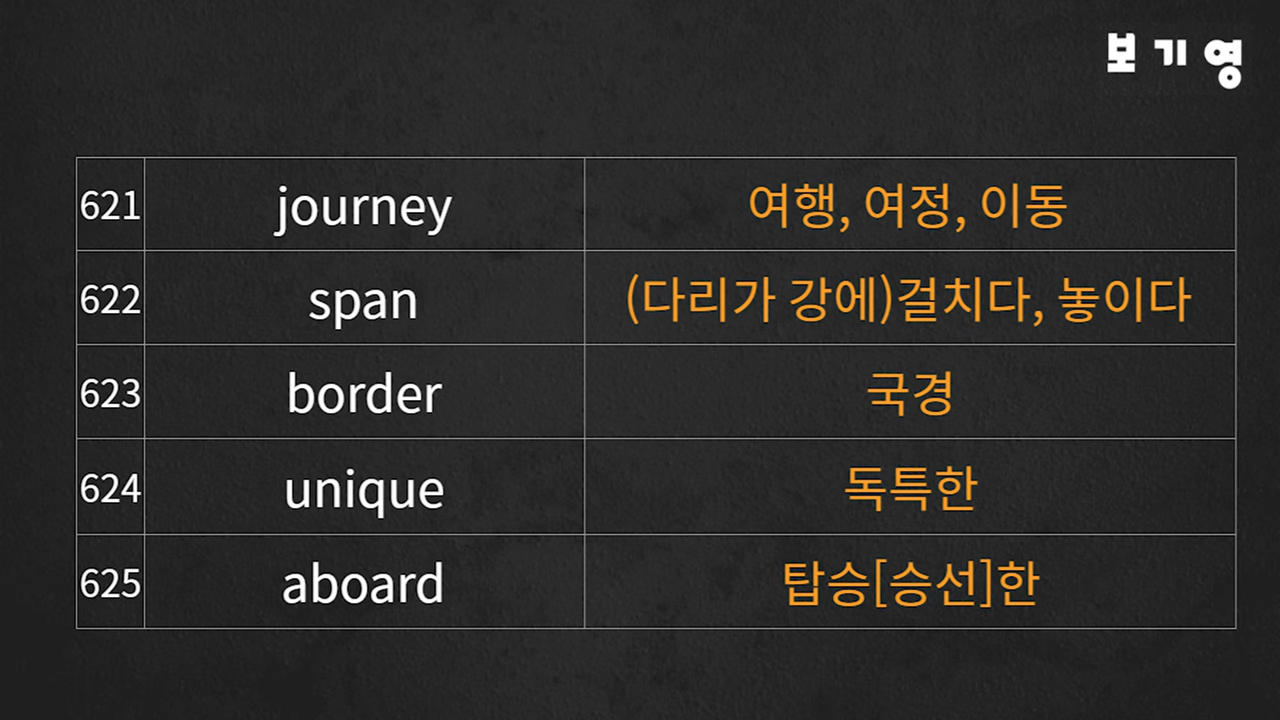 보기영
621 journey 여행, 여정, 이동
622 span (다리가 강에)걸치다, 놓이다
623 border 국경
624 unique 독특한
625 aboard 탑승[승선]한